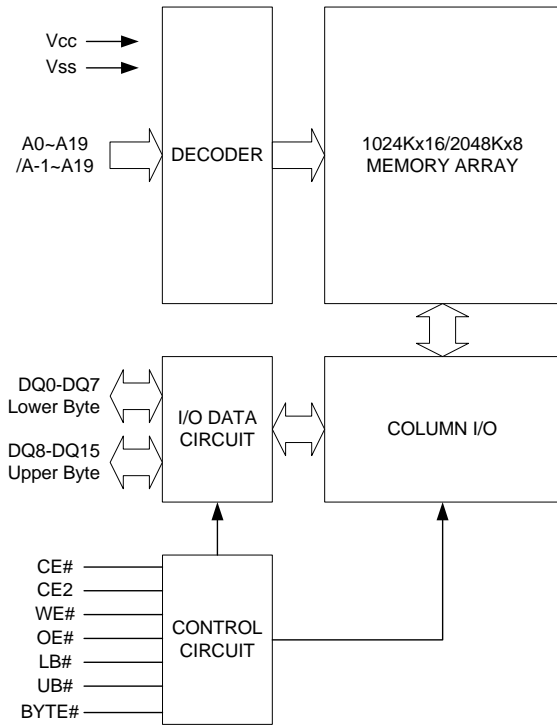 Vcc
Vss
A0~A19
/A-1~A19
DECODER
1024Kx16/2048Kx8
MEMORY ARRAY
DQ0-DQ7
Lower Byte
DQ8-DQ15
Upper Byte
I/O DATA
CIRCUIT
COLUMN I/O
CE#
CE2
WE#
OE#
LB#
UB#
BYTE#
CONTROL
CIRCUIT